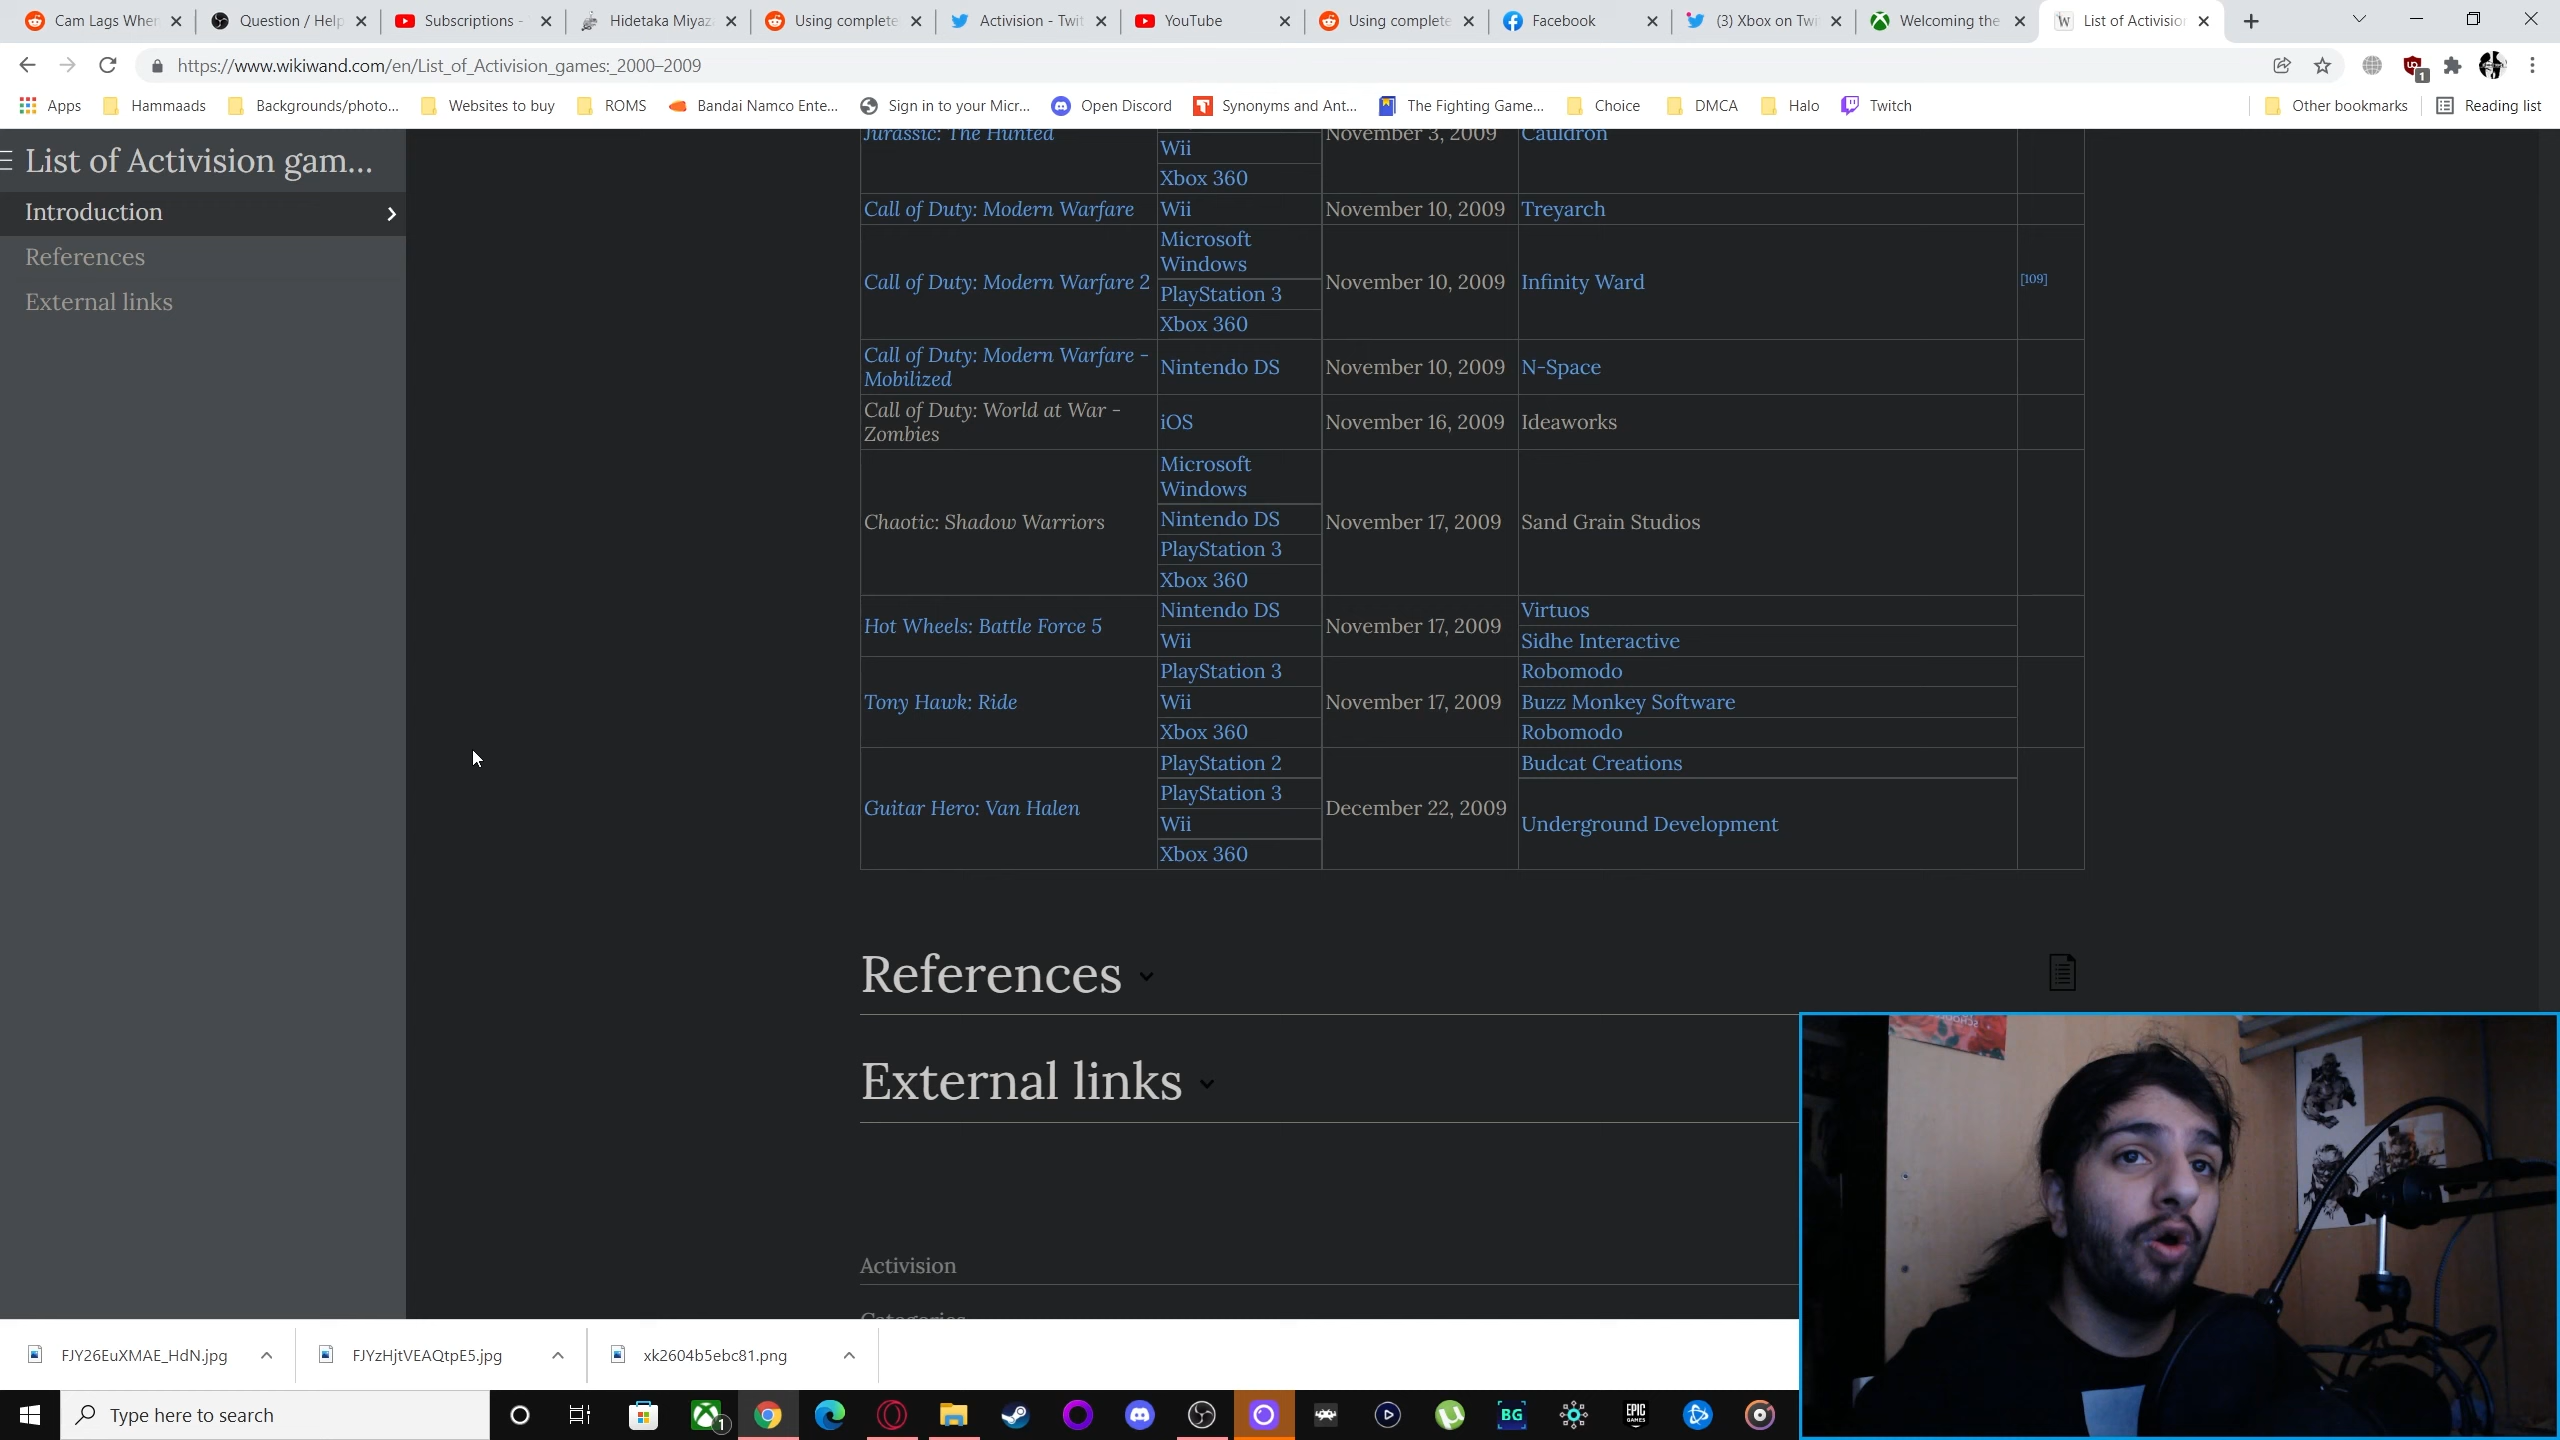 Cam Lags When
Question / Help
Subscriptions -
Hidetaka Miyaz
Using complete
Activision - Twit
YouTube
Using complete
Facebook
(3) Xbox on Twi
Welcoming the
W List of Activision
https://www.wikiwand.com/en/List_of_Activision_games:_2000–2009
1
Apps
Hammaads
Backgrounds/photo...
Websites to buy
ROMS
Bandai Namco Ente...
Sign in to your Micr...
Open Discord
T Synonyms and Ant...
The Fighting Game...
Choice
DMCA
Halo
Twitch
Other bookmarks
Reading list
List of Activision gam...
Introduction
References
External links
Jurassic: The Hunted
Wii
Xbox 360
November 3, 2009
Cauldron
Call of Duty: Modern Warfare
Wii
November 10, 2009
Treyarch
Call of Duty: Modern Warfare 2
Microsoft
Windows
PlayStation 3
Xbox 360
November 10, 2009
Infinity Ward
[109]
Call of Duty: Modern Warfare -
Mobilized
Nintendo DS
November 10, 2009
N-Space
Call of Duty: World at War -
Zombies
iOS
November 16, 2009
Ideaworks
Chaotic: Shadow Warriors
Microsoft
Windows
Nintendo DS
PlayStation 3
Xbox 360
November 17, 2009
Sand Grain Studios
Hot Wheels: Battle Force 5
Nintendo DS
Wii
November 17, 2009
Virtuos
Sidhe Interactive
Tony Hawk: Ride
PlayStation 3
Wii
Xbox 360
November 17, 2009
Robomodo
Buzz Monkey Software
Robomodo
Guitar Hero: Van Halen
PlayStation 2
PlayStation 3
Wii
Xbox 360
December 22, 2009
Budcat Creations
Underground Development
References
External links
Activision
Categories
FJY26EuXMAE_HdN.jpg
FJYzHjtVEAQtpE5.jpg
xk2604b5ebc81.png
Type here to search
1
BG
EPIC
GAMES